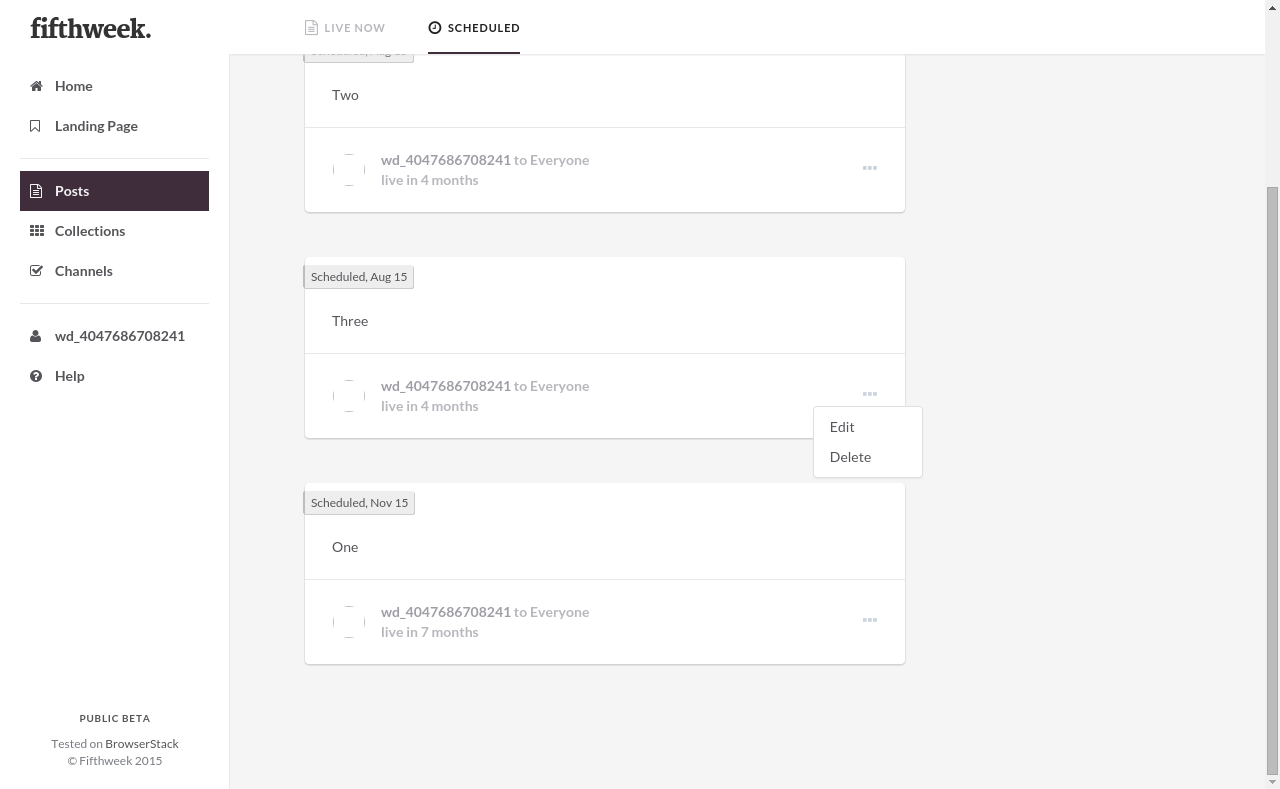 fifthweek.
LIVE NOW
SCHEDULED
Home
Landing Page
Posts
Collections
Channels
wd_4047686708241
Help
PUBLIC BETA
Tested on BrowserStack
© Fifthweek 2015
Two
wd_4047686708241 to Everyone
live in 4 months
Scheduled, Aug 15
Three
wd_4047686708241 to Everyone
live in 4 months
Edit
Delete
Scheduled, Nov 15
One
wd_4047686708241 to Everyone
live in 7 months